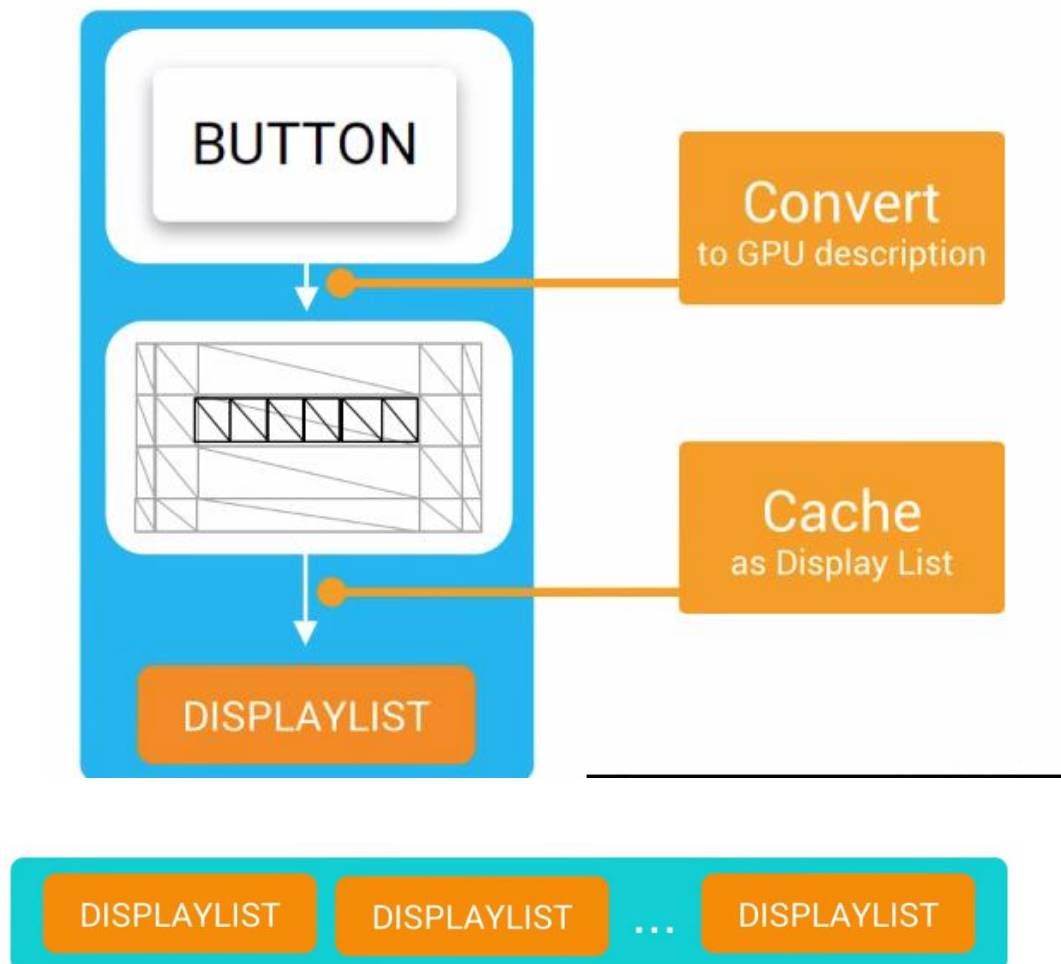 BUTTON
Convert
to GPU description
Cache
as Display List
DISPLAYLIST
DISPLAYLIST DISPLAYLIST ... DISPLAYLIST